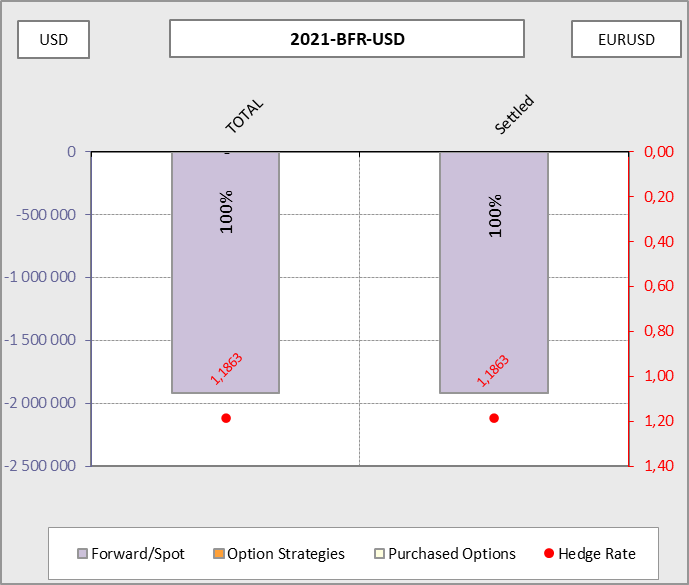 USD
2021-BFR-USD
EURUSD
TOTAL
Settled
0
-500 000
-1 000 000
-1 500 000
-2 000 000
-2 500 000
0,00
0,20
0,40
0,60
0,80
1,00
1,20
1,40
-
100%
100%
1,1863
1,1863
Forward/Spot
Option Strategies
Purchased Options
Hedge Rate